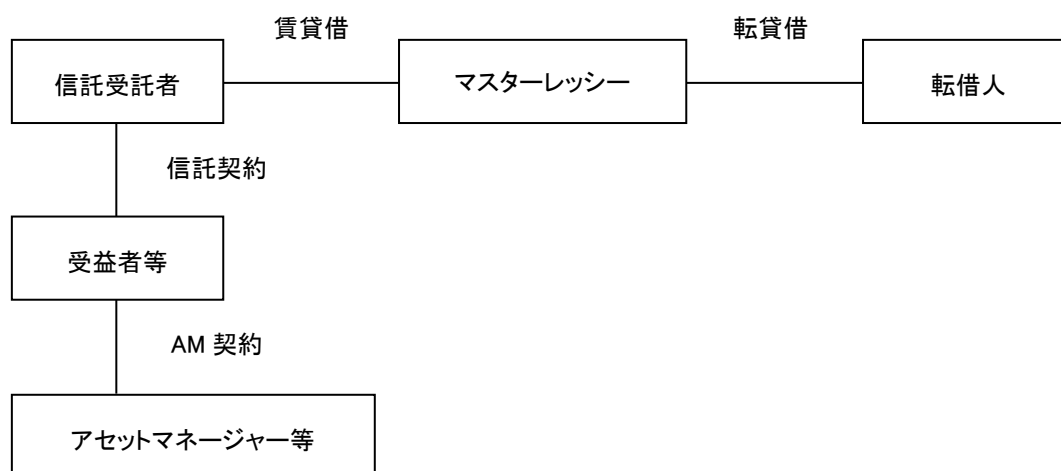 賃貸借
転貸借
信託受託者
マスターレッシー
転借人
信託契約
受益者等
AM 契約
アセットマネージャー等